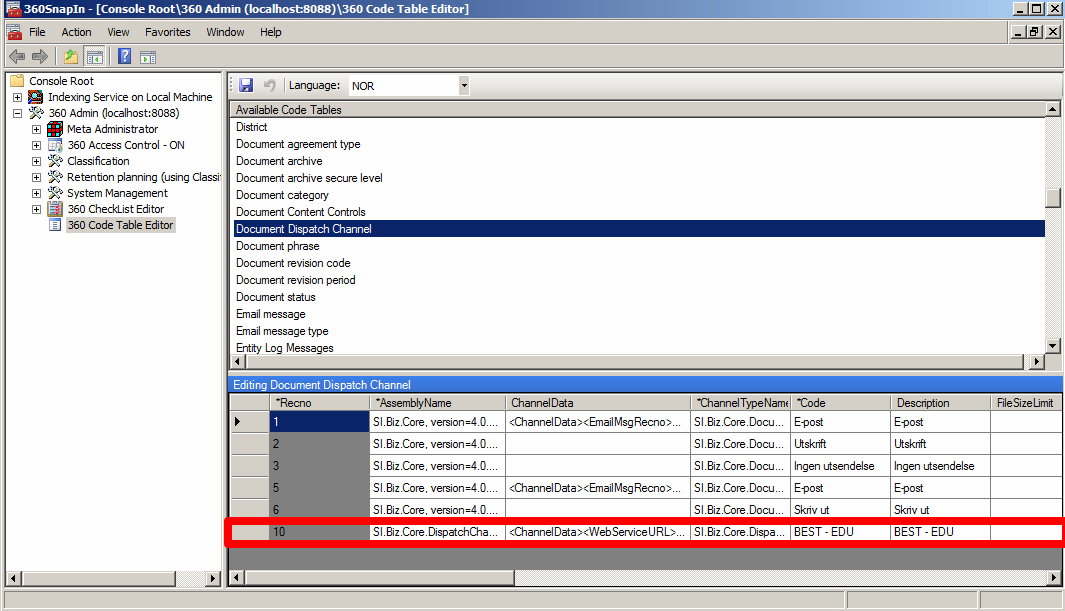 360SnapIn - [Console Root\360 Admin (localhost:8088)\360 Code Table Editor]
File Action View Favorites Window Help
Console Root
Indexing Service on Local Machine
360 Admin (localhost:8088)
Meta Administrator
360 Access Control - ON
Classification
Retention planning (using Classif
System Management
360 CheckList Editor
360 Code Table Editor
Language: NOR
Available Code Tables
District
Document agreement type
Document archive
Document archive secure level
Document category
Document Content Controls
Document Dispatch Channel
Document phrase
Document revision code
Document revision period
Document status
Email message
Email message type
Entity Log Messages
Editing Document Dispatch Channel
*Recno *AssemblyName ChannelData *ChannelTypeName *Code Description FileSizeLimit
1 SI.Biz.Core, version=4.0.... <ChannelData><EmailMsgRecno>... SI.Biz.Core.Docu... E-post E-post
2 SI.Biz.Core, version=4.0.... SI.Biz.Core.Docu... Utskrift Utskrift
3 SI.Biz.Core, version=4.0.... SI.Biz.Core.Docu... Ingen utsendelse Ingen utsendelse
5 SI.Biz.Core, version=4.0.... <ChannelData><EmailMsgRecno>... SI.Biz.Core.Docu... E-post E-post
6 SI.Biz.Core, version=4.0.... SI.Biz.Core.Docu... Skriv ut Skriv ut
10 SI.Biz.Core.DispatchCha... <ChannelData><WebServiceURL>... SI.Biz.Core.Dispa... BEST - EDU BEST - EDU